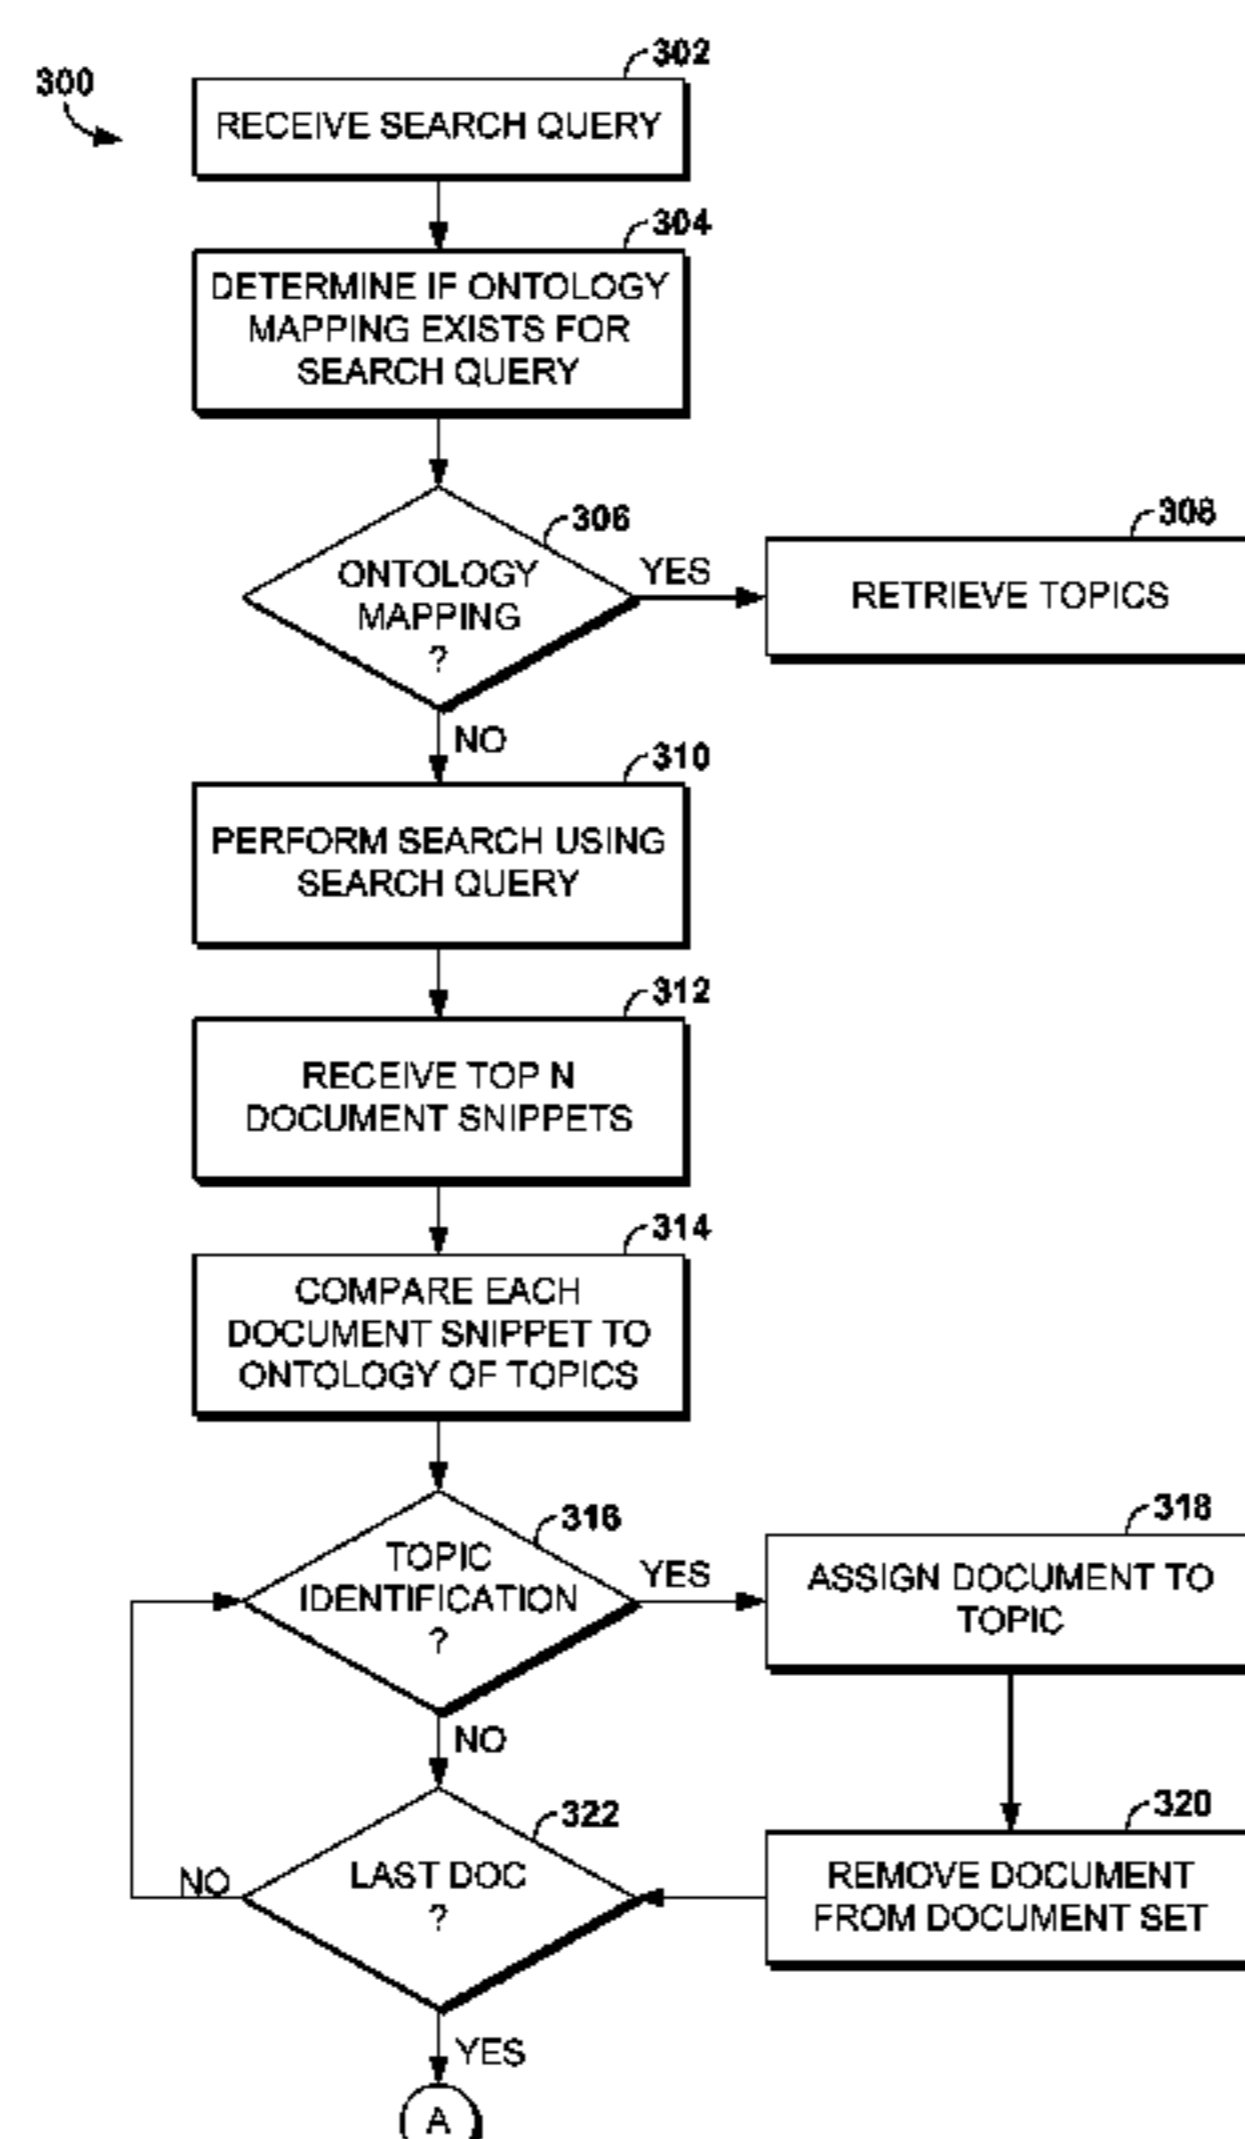 300
302
RECEIVE SEARCH QUERY
304
DETERMINE IF ONTOLOGY
MAPPING EXISTS FOR
SEARCH QUERY
306
ONTOLOGY
MAPPING
?
YES
308
RETRIEVE TOPICS
NO
310
PERFORM SEARCH USING
SEARCH QUERY
312
RECEIVE TOP N
DOCUMENT SNIPPETS
314
COMPARE EACH
DOCUMENT SNIPPET TO
ONTOLOGY OF TOPICS
316
TOPIC
IDENTIFICATION
?
YES
318
ASSIGN DOCUMENT TO
TOPIC
NO
320
REMOVE DOCUMENT
FROM DOCUMENT SET
322
LAST DOC
?
NO
YES
A